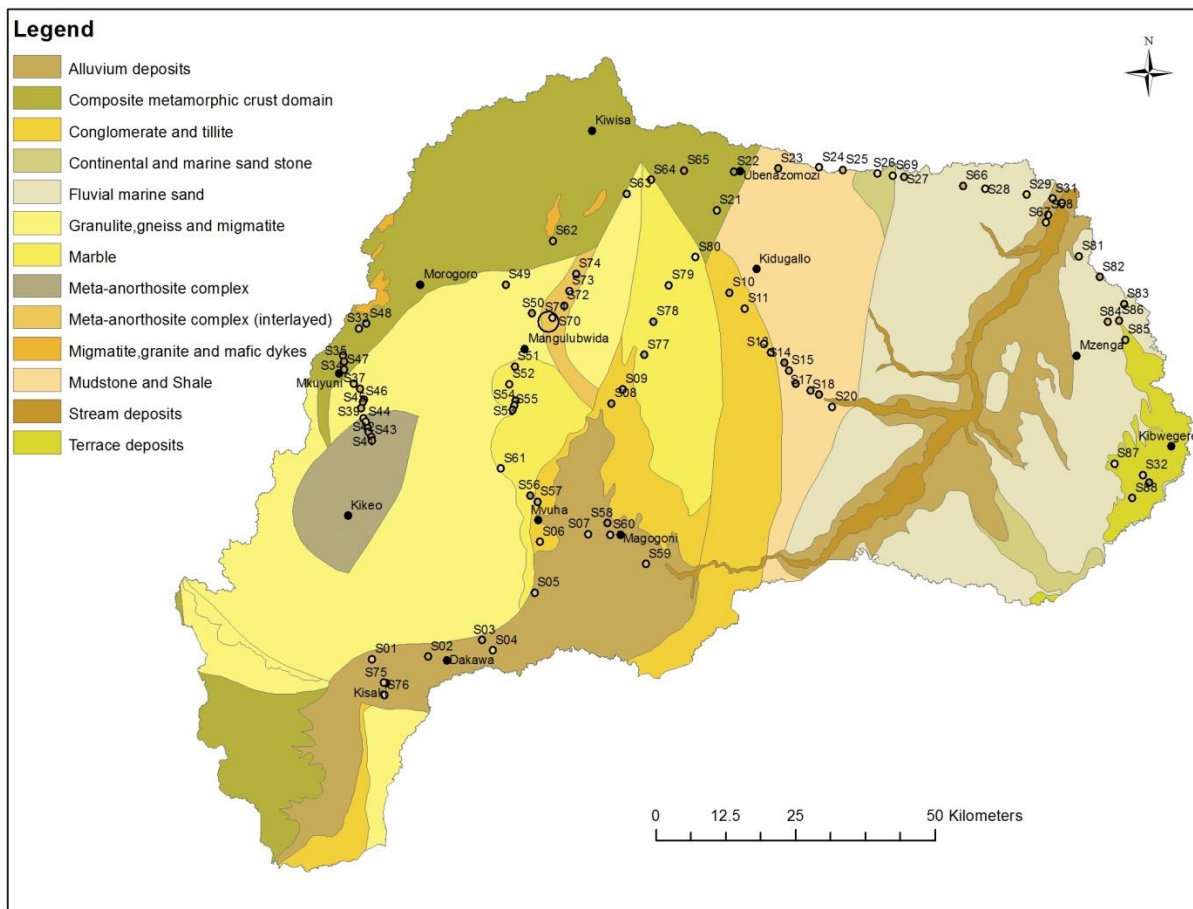 Legend
Alluvium deposits
Composite metamorphic crust domain
Conglomerate and tillite
Continental and marine sand stone
Fluvial marine sand
Granulite,gneiss and migmatite
Marble
Meta-anorthosite complex
Meta-anorthosite complex (interlayed)
Migmatite,granite and mafic dykes
Mudstone and Shale
Stream deposits
Terrace deposits
N
Kiwisa
S65
S64
S63
S22
Ubenazomozi
S23
S24
S25
S26
S69
S27
S66
S28
S29
S31
S67
S21
S62
S80
S81
S82
S83
S84
S86
S85
Mzenga
Morogoro
S49
S74
S73
S72
S50
S70
Mangulubwida
S79
S78
S77
Kidugallo
S10
S11
S13
S14
S15
S17
S18
S20
S33
S48
S35
S34
S47
Mkuyuni
S37
S46
S39
S44
S43
S51
S52
S54
S55
S09
S08
Kibwegere
S87
S32
S88
S61
S56
S57
Mvuha
S06
S07
S58
S60
Magogoni
S59
Kikeo
S05
S03
S04
S01
S02
Dakawa
S75
S76
Kisaki
0
12.5
25
50 Kilometers